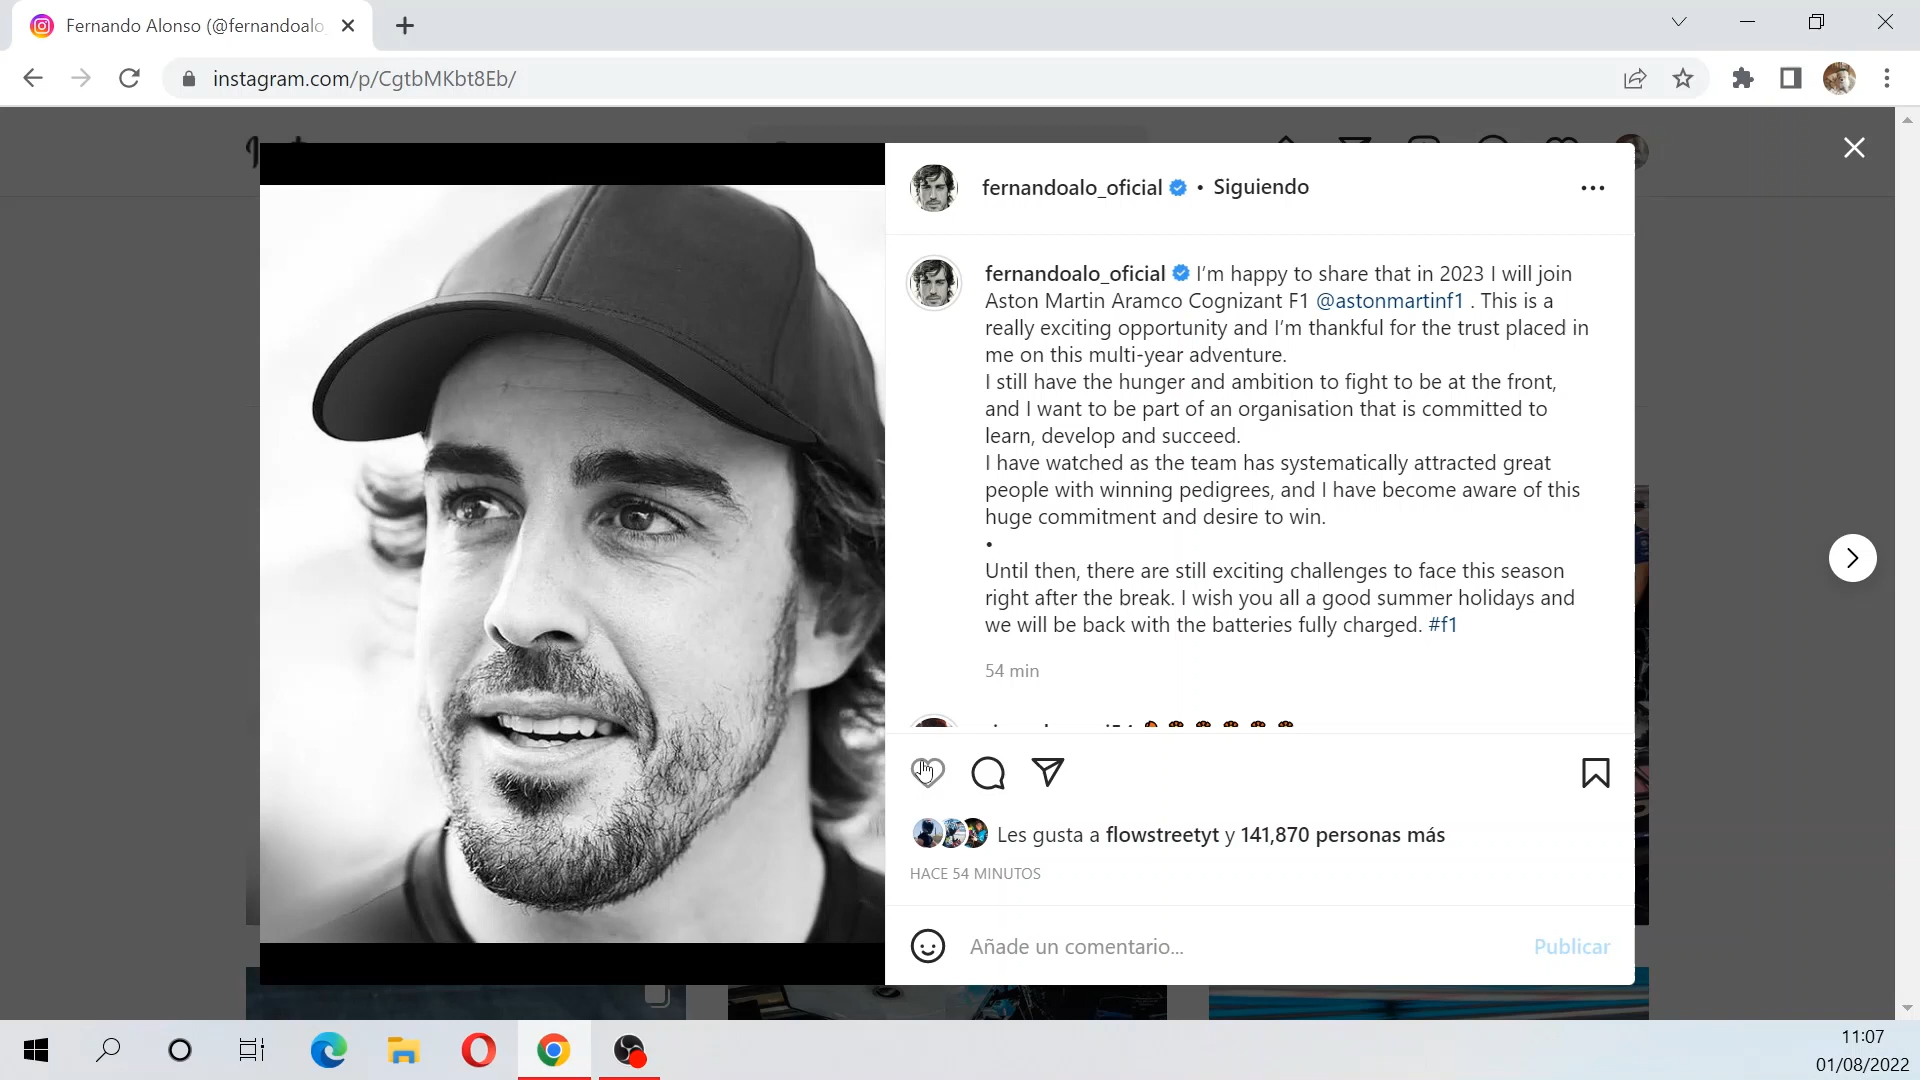 Fernando Alonso (@fernandoalo
instagram.com/p/CgtbMKbt8Eb/
fernandoalo_oficial • Siguiendo
fernandoalo_oficial I'm happy to share that in 2023 I will join
Aston Martin Aramco Cognizant F1 @astonmartinf1 . This is a
really exciting opportunity and I'm thankful for the trust placed in
me on this multi-year adventure.
I still have the hunger and ambition to fight to be at the front,
and I want to be part of an organisation that is committed to
learn, develop and succeed.
I have watched as the team has systematically attracted great
people with winning pedigrees, and I have become aware of this
huge commitment and desire to win.
•
Until then, there are still exciting challenges to face this season
right after the break. I wish you all a good summer holidays and
we will be back with the batteries fully charged. #f1
54 min
Les gusta a flowstreetyt y 141,870 personas más
HACE 54 MINUTOS
Añade un comentario...
Publicar
11:07
01/08/2022